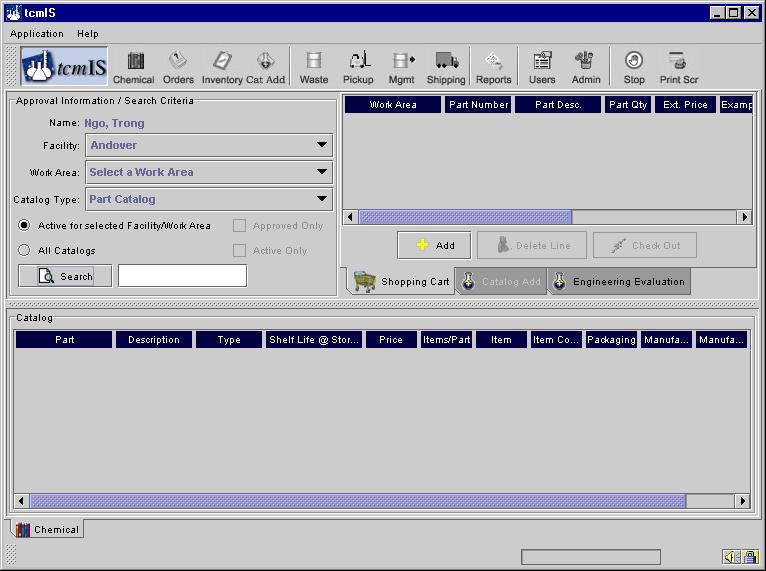 tcmIS
Application Help
tcmIS Chemical Orders Inventory Cat Add Waste Pickup Mgmt Shipping Reports Users Admin Stop Print Scr
Approval Information / Search Criteria
Name: Ngo, Trong
Facility: Andover
Work Area: Select a Work Area
Catalog Type: Part Catalog
Active for selected Facility/Work Area Approved Only
All Catalogs Active Only
Search
Work Area Part Number Part Desc. Part Qty Ext. Price Examp
Add Delete Line Check Out
Shopping Cart Catalog Add Engineering Evaluation
Catalog
Part Description Type Shelf Life @ Stor... Price Items/Part Item Item Co... Packaging Manufa... Manufa...
Chemical